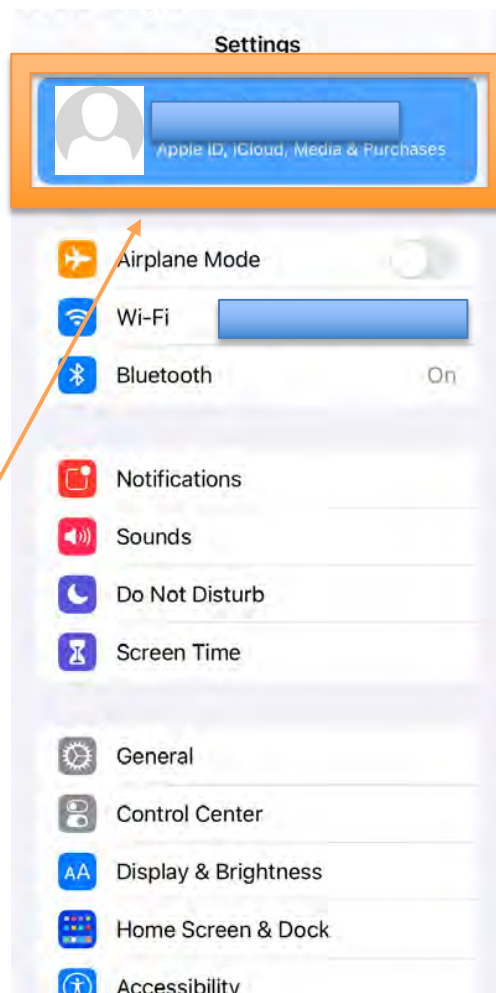 Settings
Apple ID, iCloud, Media & Purchases
Airplane Mode
Wi-Fi
Bluetooth On
Notifications
Sounds
Do Not Disturb
Screen Time
General
Control Center
AA Display & Brightness
Home Screen & Dock
Accessibility